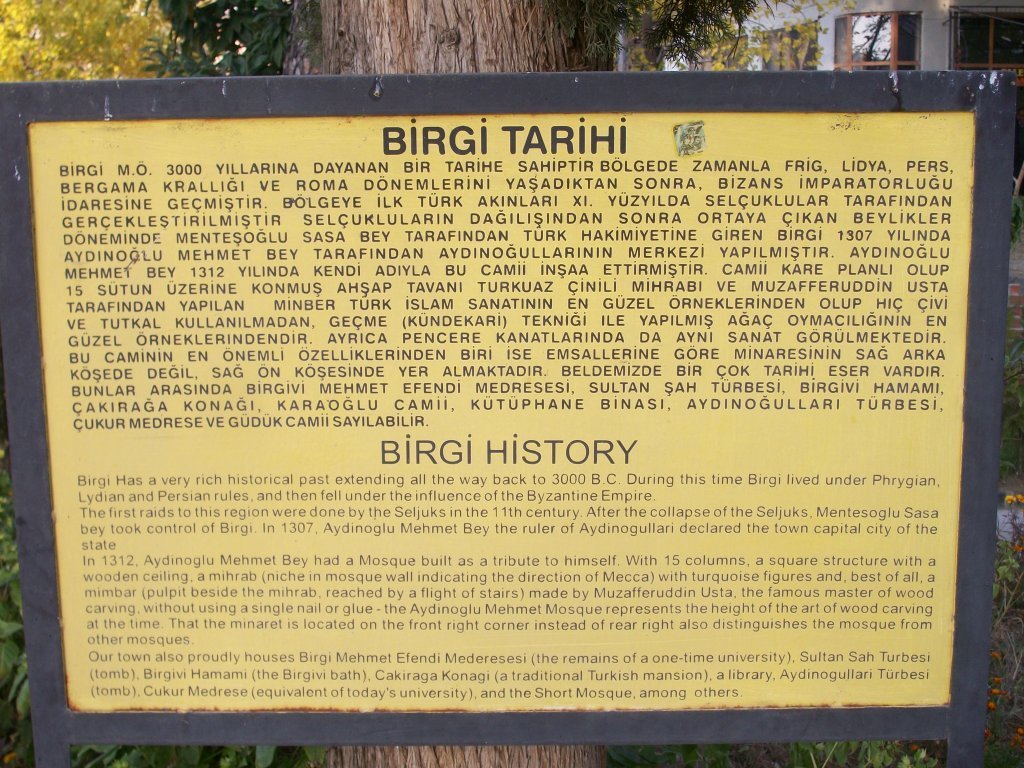 BİRGİ TARİHİ
BİRGİ M.Ö. 3000 YILLARINA DAYANAN BİR TARİHE SAHİPTİR BÖLGEDE ZAMANLA FRİG, LİDYA, PERS,
BERGAMA KRALLIĞI VE ROMA DÖNEMLERİNİ YAŞADIKTAN SONRA, BİZANS İMPARATORLUĞU
İDARESİNE GEÇMİŞTİR. BÖLGEYE İLK TÜRK AKINLARI XI. YÜZYILDA SELÇUKLULAR TARAFINDAN
GERÇEKLEŞTİRİLMİŞTİR SELÇUKLULARIN DAĞILIŞINDAN SONRA ORTAYA ÇIKAN BEYLİKLER
DÖNEMİNDE MENTEŞOĞLU SASA BEY TARAFINDAN TÜRK HAKİMİYETİNE GİREN BİRGİ 1307 YILINDA
AYDINOĞLU MEHMET BEY TARAFINDAN AYDINOĞULLARININ MERKEZİ YAPILMIŞTIR. AYDINOĞLU
MEHMET BEY 1312 YILINDA KENDİ ADIYLA BU CAMİİ İNŞAA ETTİRMİŞTİR. CAMİİ KARE PLANLI OLUP
15 SÜTUN ÜZERİNE KONMUŞ AHŞAP TAVANI TURKUAZ ÇİNİLİ MİHRABI VE MUZAFFERUDDIN USTA
TARAFINDAN YAPILAN MINBER TÜRK İSLAM SANATININ EN GÜZEL ÖRNEKLERİNDEN OLUP HIÇ ÇİVİ
VE TUTKAL KULLANILMADAN, GEÇME (KÜNDEKARİ) TEKNİĞİ ILE YAPILMIŞ AĞAÇ OYMACILIĞININ EN
GÜZEL ÖRNEKLERİNDENDİR. AYRICA PENCERE KANATLARINDA DA AYNI SANAT GÖRÜLMEKTEDİR.
BU CAMİNİN EN ÖNEMLİ ÖZELLİKLERİNDEN BİRİ İSE EMSALLERİNE GÖRE MINARESİNİN SAĞ ARKA
KÖŞEDE DEĞİL, SAĞ ÖN KÖŞESİNDE YER ALMAKTADIR. BELDEMİZDE BİR ÇOK TARİHİ ESER VARDIR.
BUNLAR ARASINDA BİRGİVİ MEHMET EFENDİ MEDRESESİ, SULTAN ŞAH TÜRBESİ, BİRGİVİ HAMAMI,
ÇAKIRAĞA KONAĞI, KARAOĞLU CAMİİ, KÜTÜPHANE BİNASI, AYDINOĞULLARI TÜRBESİ,
ÇUKUR MEDRESE VE GÜDÜK CAMİİ SAYILABİLİR.
BİRGİ HİSTORY
Birgi Has a very rich historical past extending all the way back to 3000 B.C. During this time Birgi lived under Phrygian,
Lydian and Persian rules, and then fell under the influence of the Byzantine Empire.
The first raids to this region were done by the Seljuks in the 11th century. After the collapse of the Seljuks, Mentesoglu Sasa
bey took control of Birgi. In 1307, Aydinoglu Mehmet Bey the ruler of Aydinogullari declared the town capital city of the
state
In 1312, Aydinoglu Mehmet Bey had a Mosque built as a tribute to himself. With 15 columns, a square structure with a
wooden ceiling, a mihrab (niche in mosque wall indicating the direction of Mecca) with turquoise figures and, best of all, a
mimbar (pulpit beside the mihrab, reached by a flight of stairs) made by Muzafferuddin Usta, the famous master of wood
carving, without using a single nail or glue - the Aydinoglu Mehmet Mosque represents the height of the art of wood carving
at the time. That the minaret is located on the front right corner instead of rear right also distinguishes the mosque from
other mosques.
Our town also proudly houses Birgi Mehmet Efendi Mederesesi (the remains of a one-time university), Sultan Sah Turbesi
(tomb), Birgivi Hamami (the Birgivi bath), Cakiraga Konagi (a traditional Turkish mansion), a library, Aydinogullari Türbesi
(tomb), Cukur Medrese (equivalent of today's university), and the Short Mosque, among others.